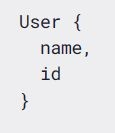 User {
  name,
  id
}